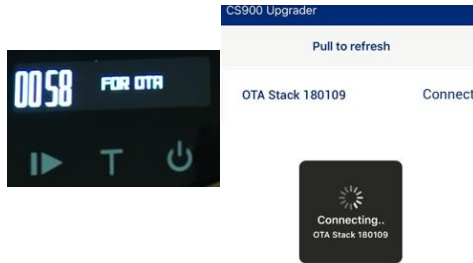 0058 FOR OTA
T
CS900 Upgrader
Pull to refresh
OTA Stack 180109 Connect
Connecting..
OTA Stack 180109